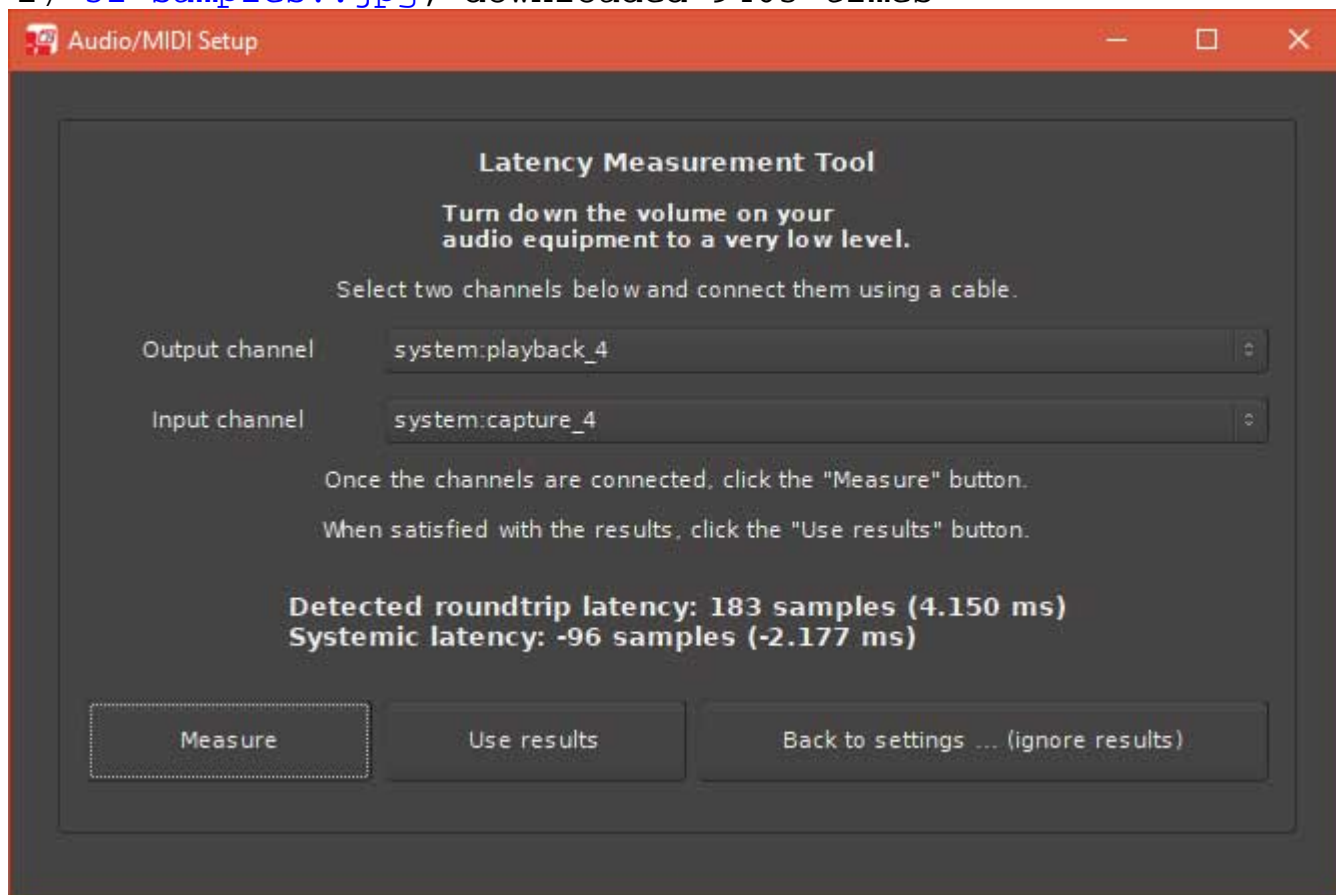 Audio/MIDI Setup
Latency Measurement Tool
Turn down the volume on your
audio equipment to a very low level.
Select two channels below and connect them using a cable.
Output channel system:playback_4
Input channel system:capture_4
Once the channels are connected, click the "Measure" button.
When satisfied with the results, click the "Use results" button.
Detected roundtrip latency: 183 samples (4.150 ms)
Systemic latency: -96 samples (-2.177 ms)
Measure Use results Back to settings ... (ignore results)